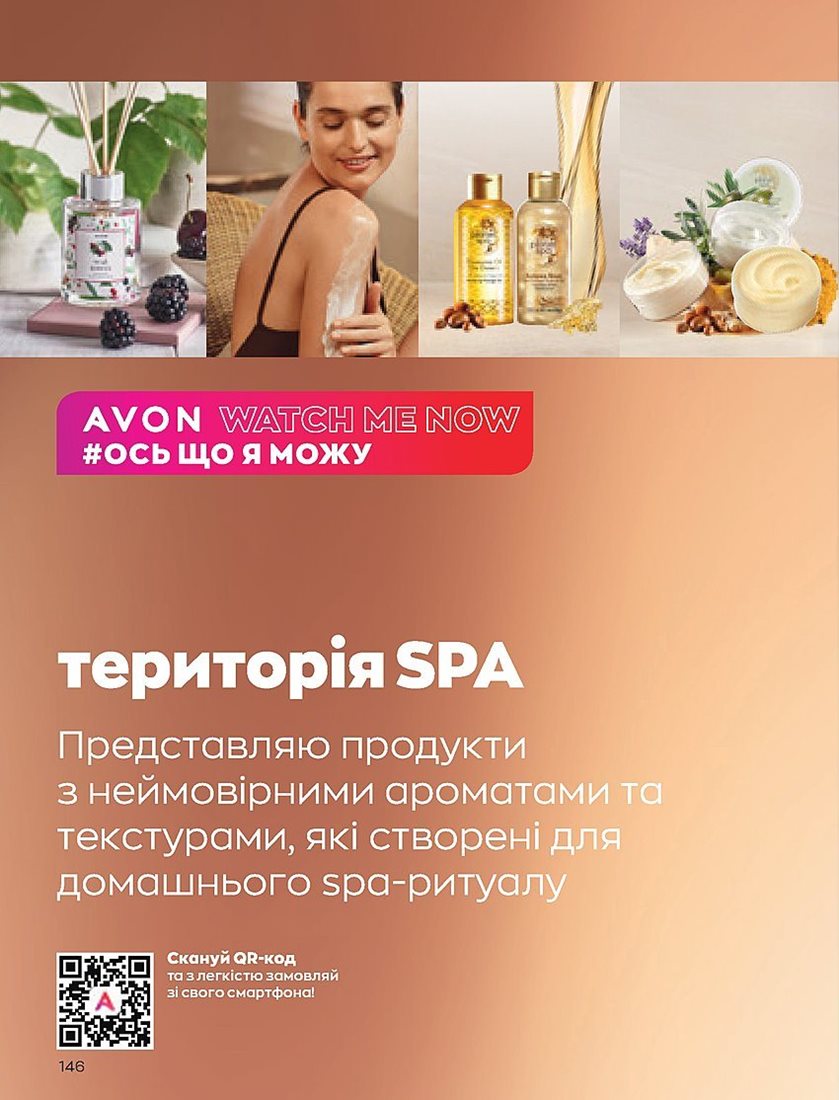 AVON WATCH ME NOW
#ОСЬ ЩО Я МОЖУ
територія SPA
Представляю продукти
з неймовірними ароматами та
текстурами, які створені для
домашнього spa-ритуалу
Скануй QR-код
та з легкістю замовляй
зі свого смартфона!
146